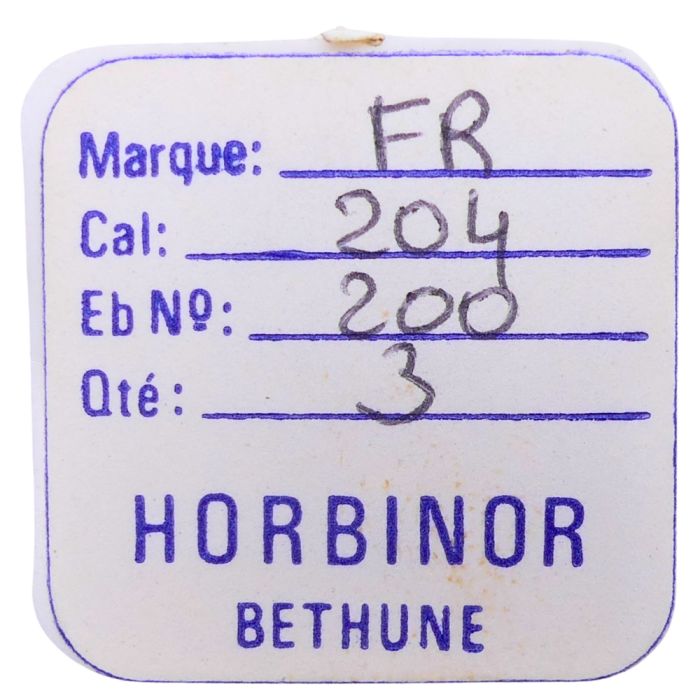 Marque: FR
Cal: 204
Eb Nº: 200
Qté: 3
HORBINOR
BETHUNE